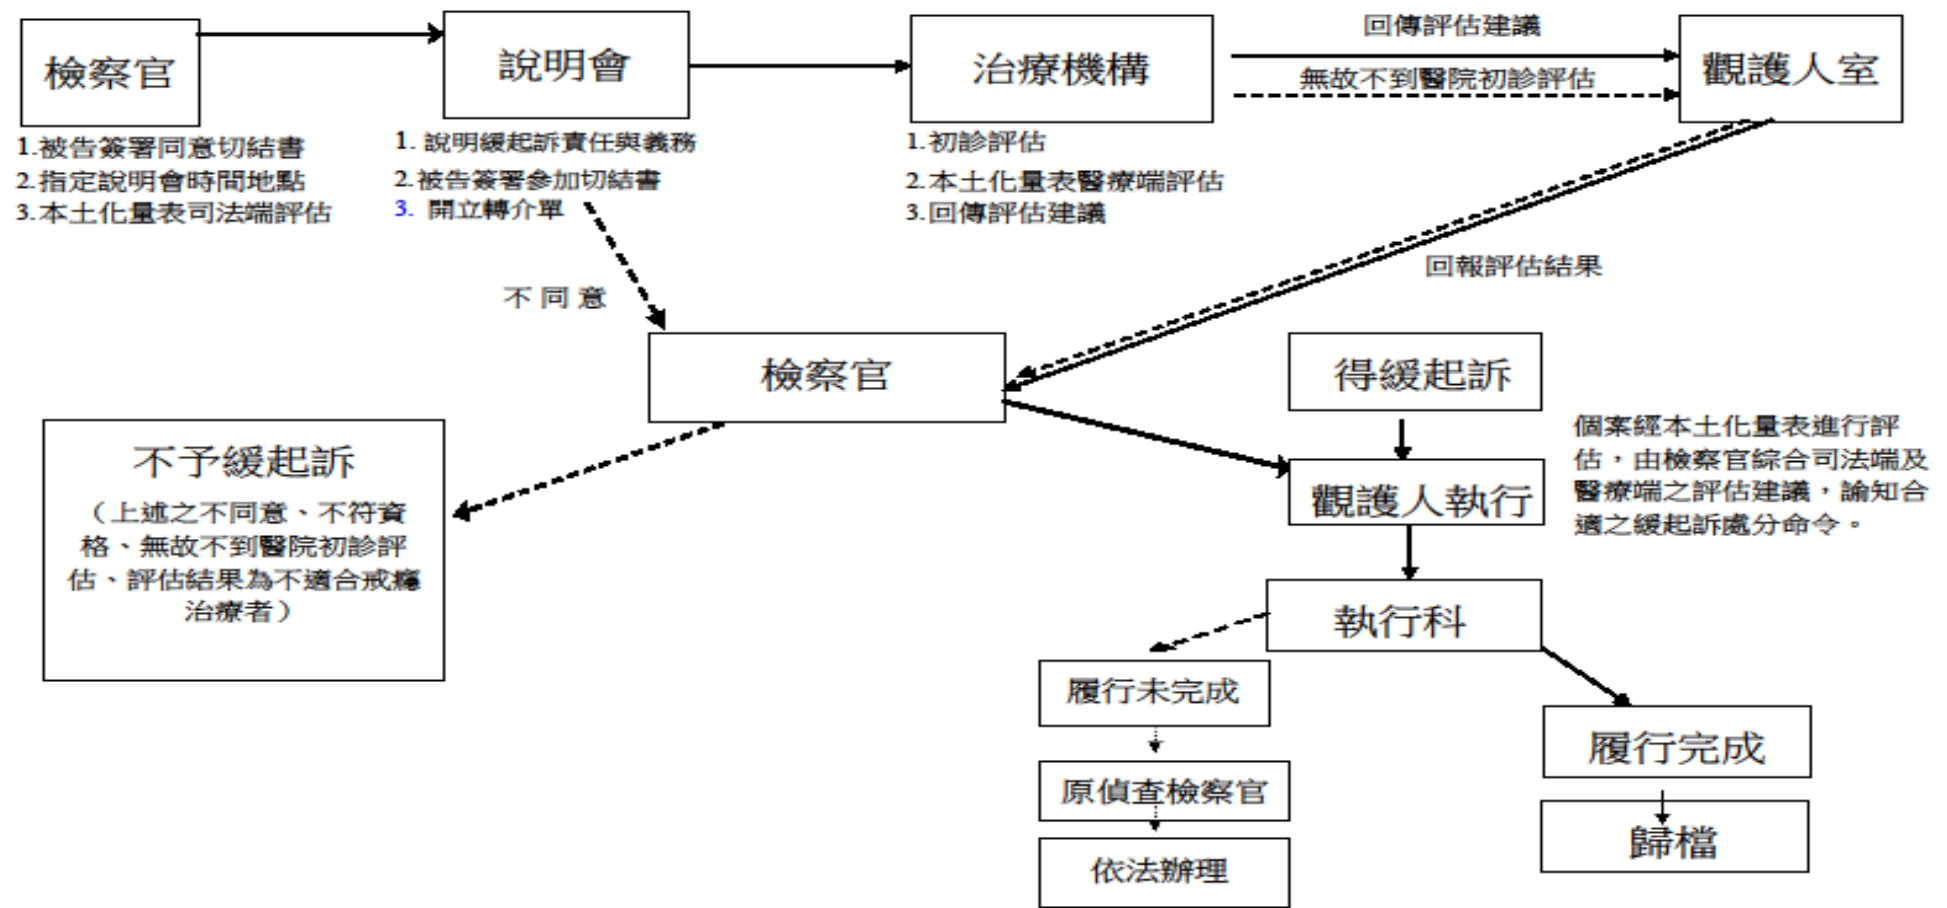 檢察官
1.被告簽署同意切結書
2.指定說明會時間地點
3.本土化量表司法端評估
說明會
1. 說明緩起訴責任與義務
2.被告簽署參加切結書
3. 開立轉介單
治療機構
1.初診評估
2.本土化量表醫療端評估
3.回傳評估建議
回傳評估建議
無故不到醫院初診評估
觀護人室
不同意
回報評估結果
檢察官
不予緩起訴
（上述之不同意、不符資
格、無故不到醫院初診評
估、評估結果為不適合戒癮
治療者）
得緩起訴
觀護人執行
個案經本土化量表進行評
估，由檢察官綜合司法端及
醫療端之評估建議，諭知合
適之緩起訴處分命令。
執行科
履行未完成
原偵查檢察官
依法辦理
履行完成
歸檔